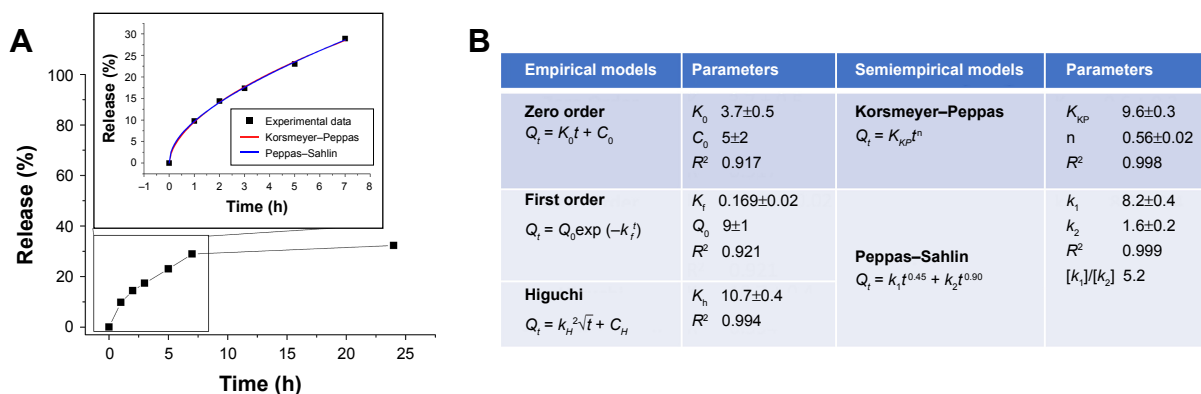 A
Release (%)
100
80
60
40
20
0
0
5
10
15
20
25
Time (h)
Release (%)
30
25
20
15
10
5
0
–1
0
1
2
3
4
5
6
7
8
Time (h)
Experimental data
Korsmeyer–Peppas
Peppas–Sahlin
B
Empirical models Parameters Semiempirical models Parameters
Zero order
Qt = K0t + C0
K0 3.7±0.5
C0 5±2
R² 0.917
Korsmeyer–Peppas
Qt = KKPtⁿ
KKP 9.6±0.3
n 0.56±0.02
R² 0.998
First order
Qt = Q0exp (–kfᵗ)
Kf 0.169±0.02
Q0 9±1
R² 0.921
Higuchi
Qt = kH²√t + CH
Kh 10.7±0.4
R² 0.994
Peppas–Sahlin
Qt = k1t^0.45 + k2t^0.90
k1 8.2±0.4
k2 1.6±0.2
R² 0.999
[k1]/[k2] 5.2